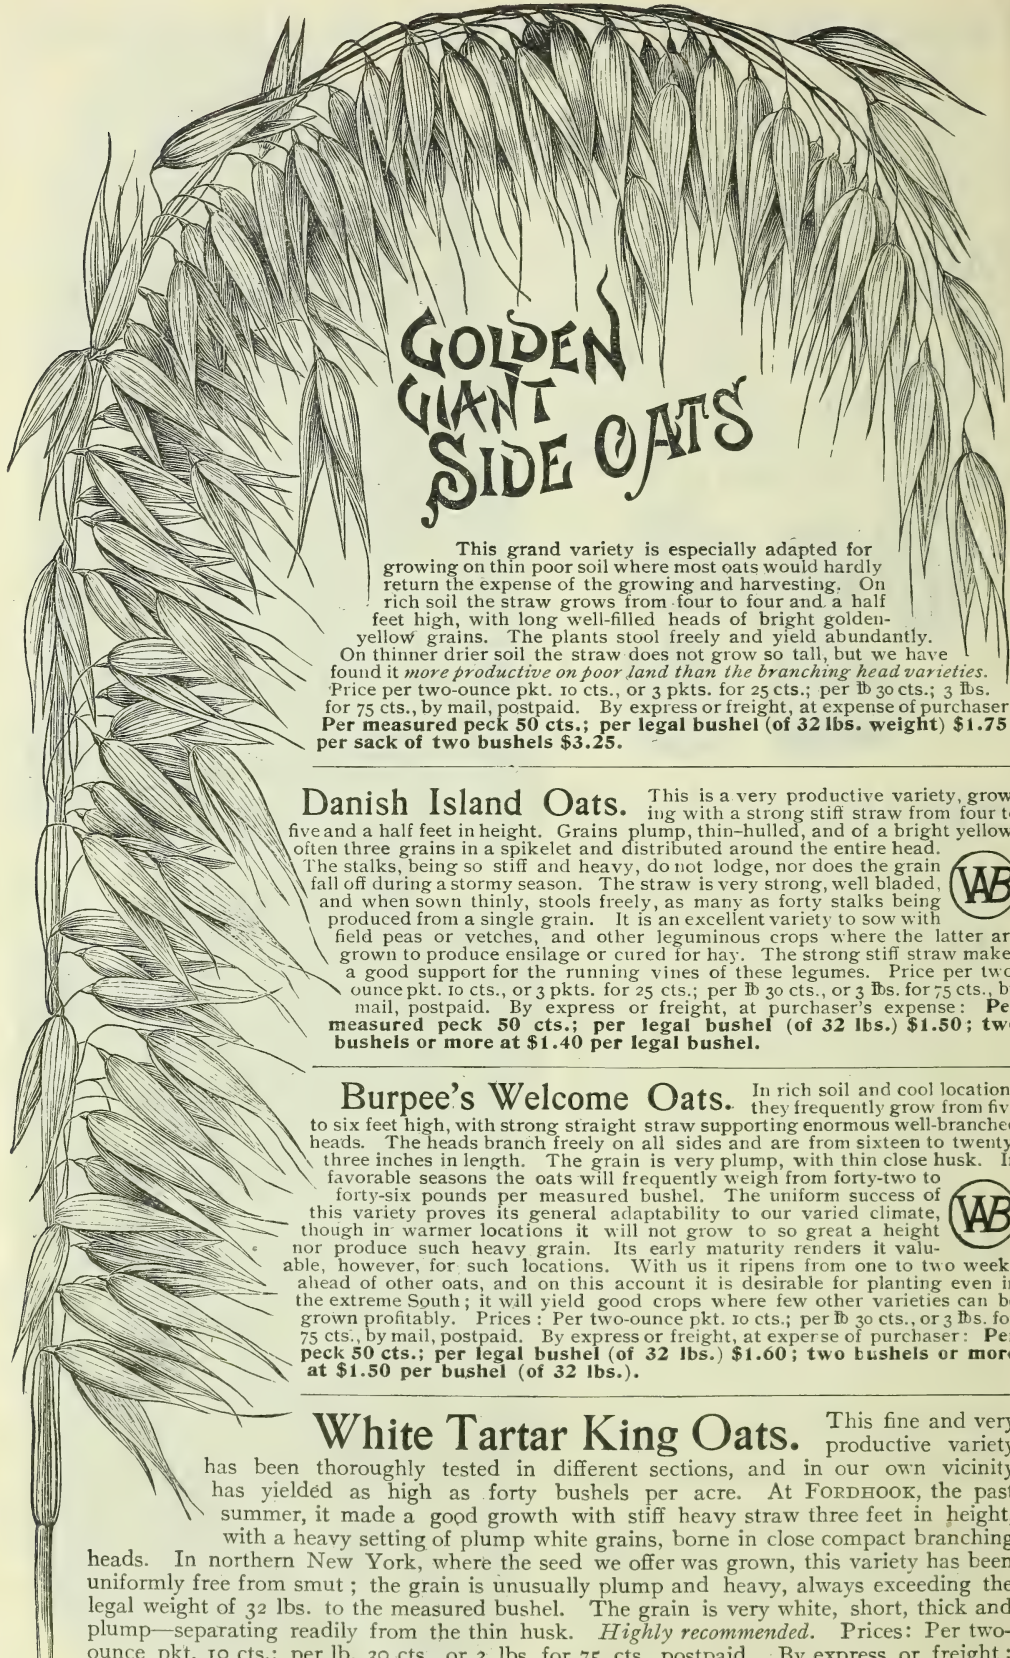 GOLDEN
GIANT
SIDE OATS
This grand variety is especially adapted for
growing on thin poor soil where most oats would hardly
return the expense of the growing and harvesting. On
rich soil the straw grows from four to four and a half
feet high, with long well-filled heads of bright golden-
yellow grains. The plants stool freely and yield abundantly.
On thinner drier soil the straw does not grow so tall, but we have
found it more productive on poor land than the branching head varieties.
Price per two-ounce pkt. 10 cts., or 3 pkts. for 25 cts.; per ℔ 30 cts.; 3 ℔s.
for 75 cts., by mail, postpaid. By express or freight, at expense of purchaser
Per measured peck 50 cts.; per legal bushel (of 32 lbs. weight) $1.75
per sack of two bushels $3.25.
Danish Island Oats. This is a very productive variety, grow
ing with a strong stiff straw from four t
five and a half feet in height. Grains plump, thin-hulled, and of a bright yellow
often three grains in a spikelet and distributed around the entire head.
The stalks, being so stiff and heavy, do not lodge, nor does the grain
fall off during a stormy season. The straw is very strong, well bladed,
WAB
and when sown thinly, stools freely, as many as forty stalks being
produced from a single grain. It is an excellent variety to sow with
field peas or vetches, and other leguminous crops where the latter ar
grown to produce ensilage or cured for hay. The strong stiff straw make
a good support for the running vines of these legumes. Price per two
ounce pkt. 10 cts., or 3 pkts. for 25 cts.; per ℔ 30 cts., or 3 ℔s. for 75 cts., b
mail, postpaid. By express or freight, at purchaser's expense: Pe
measured peck 50 cts.; per legal bushel (of 32 lbs.) $1.50; tw
bushels or more at $1.40 per legal bushel.
Burpee's Welcome Oats. In rich soil and cool location
they frequently grow from fiv
to six feet high, with strong straight straw supporting enormous well-branche
heads. The heads branch freely on all sides and are from sixteen to twenty
three inches in length. The grain is very plump, with thin close husk. I
favorable seasons the oats will frequently weigh from forty-two to
forty-six pounds per measured bushel. The uniform success of
this variety proves its general adaptability to our varied climate,
WAB
though in warmer locations it will not grow to so great a height
nor produce such heavy grain. Its early maturity renders it valu-
able, however, for such locations. With us it ripens from one to two week
ahead of other oats, and on this account it is desirable for planting even i
the extreme South; it will yield good crops where few other varieties can b
grown profitably. Prices: Per two-ounce pkt. 10 cts.; per ℔ 30 cts., or 3 ℔s. fo
75 cts., by mail, postpaid. By express or freight, at expense of purchaser: Pe
peck 50 cts.; per legal bushel (of 32 lbs.) $1.60; two bushels or mor
at $1.50 per bushel (of 32 lbs.).
White Tartar King Oats. This fine and very
productive variety
has been thoroughly tested in different sections, and in our own vicinity
has yielded as high as forty bushels per acre. At FORDHOOK, the past
summer, it made a good growth with stiff heavy straw three feet in height,
with a heavy setting of plump white grains, borne in close compact branching
heads. In northern New York, where the seed we offer was grown, this variety has been
uniformly free from smut; the grain is unusually plump and heavy, always exceeding the
legal weight of 32 lbs. to the measured bushel. The grain is very white, short, thick and
plump—separating readily from the thin husk. Highly recommended. Prices: Per two-
ounce pkt. 10 cts.; per lb. 30 cts., or 3 lbs. for 75 cts., postpaid. By express or freight: